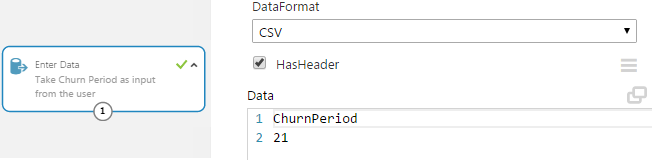 DataFormat
CSV
HasHeader
Enter Data
Take Churn Period as input
from the user
1
Data
1 ChurnPeriod
2 21